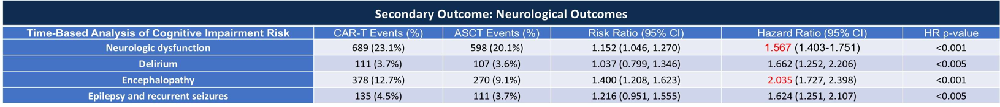 Secondary Outcome: Neurological Outcomes
Time-Based Analysis of Cognitive Impairment Risk CAR-T Events (%) ASCT Events (%) Risk Ratio (95% CI) Hazard Ratio (95% CI) HR p-value
Neurologic dysfunction 689 (23.1%) 598 (20.1%) 1.152 (1.046, 1.270) 1.567 (1.403-1.751) <0.001
Delirium 111 (3.7%) 107 (3.6%) 1.037 (0.799, 1.346) 1.662 (1.252, 2.206) <0.005
Encephalopathy 378 (12.7%) 270 (9.1%) 1.400 (1.208, 1.623) 2.035 (1.727, 2.398) <0.001
Epilepsy and recurrent seizures 135 (4.5%) 111 (3.7%) 1.216 (0.951, 1.555) 1.624 (1.251, 2.107) <0.005